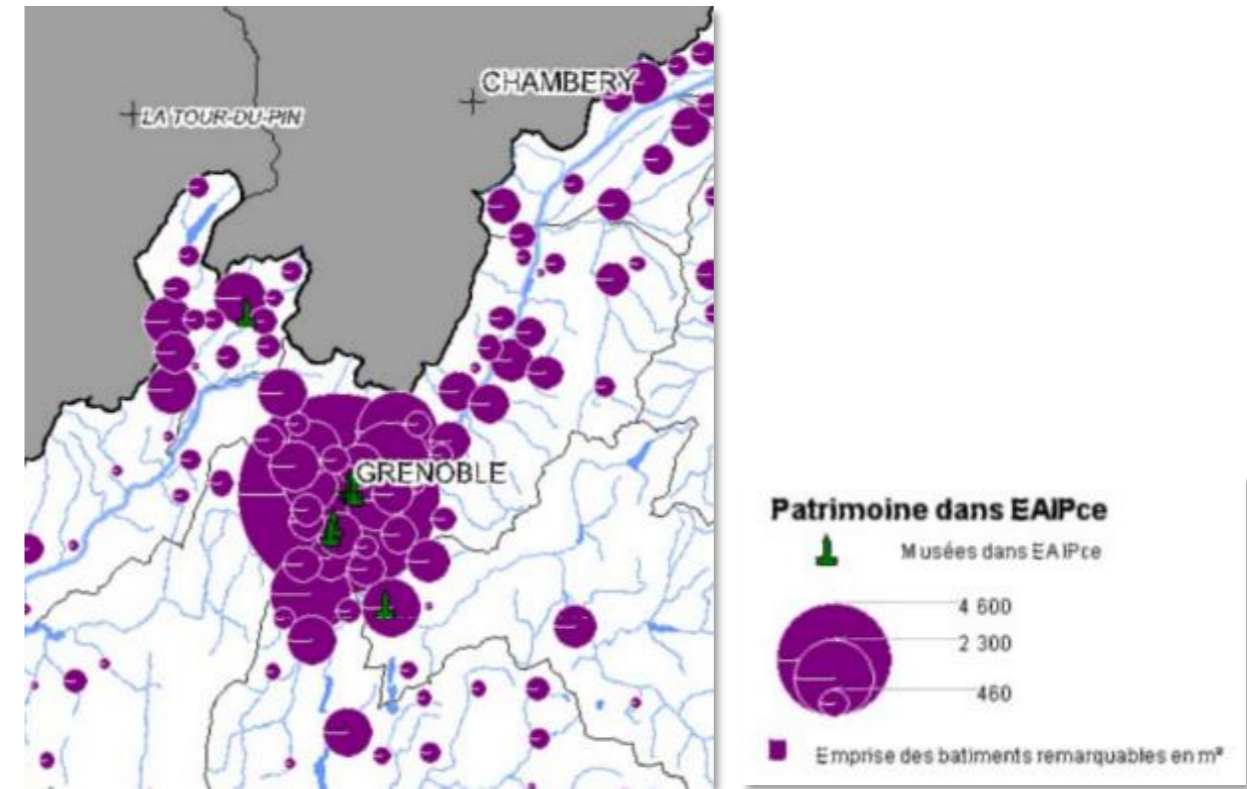 CHAMBERY
LA TOUR-DU-PIN
GRENOBLE
Patrimoine dans EAIPce
Musées dans EAIPce
4 600
2 300
460
Emprise des batiments remarquables en m²